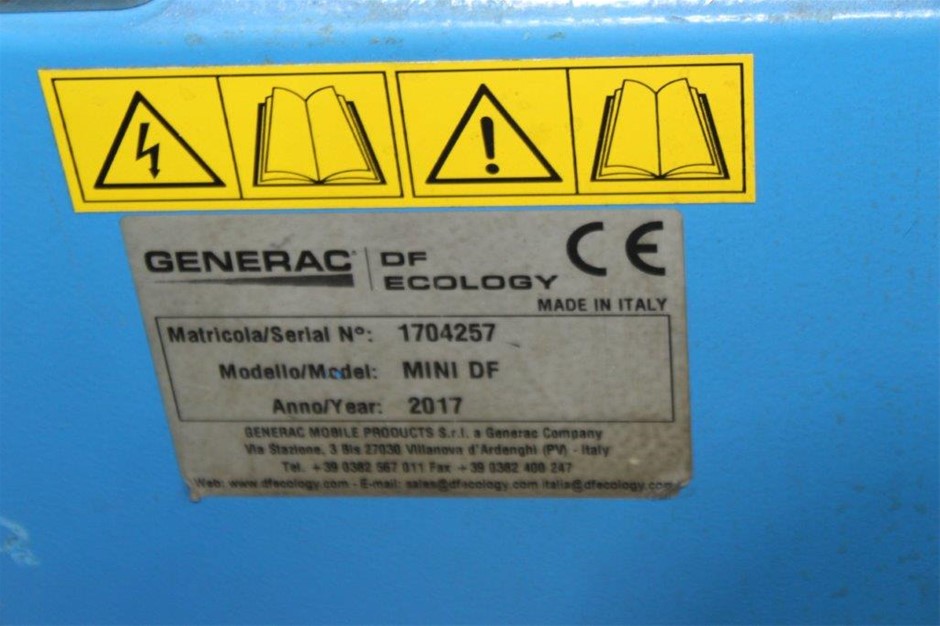 GENERAC DF
ECOLOGY
CE
MADE IN ITALY
Matricola/Serial Nº: 1704257
Modello/Model: MINI DF
Anno/Year: 2017
GENERAC MOBILE PRODUCTS S.r.l. a Generac Company
Via Stazione, 3 Bis 27030 Villanova d'Ardenghi (PV) - Italy
Tel. +39 0382 567 011 Fax +39 0382 400 247
Web: www.dfecology.com - E-mail: sales@dfecology.com italia@dfecology.com